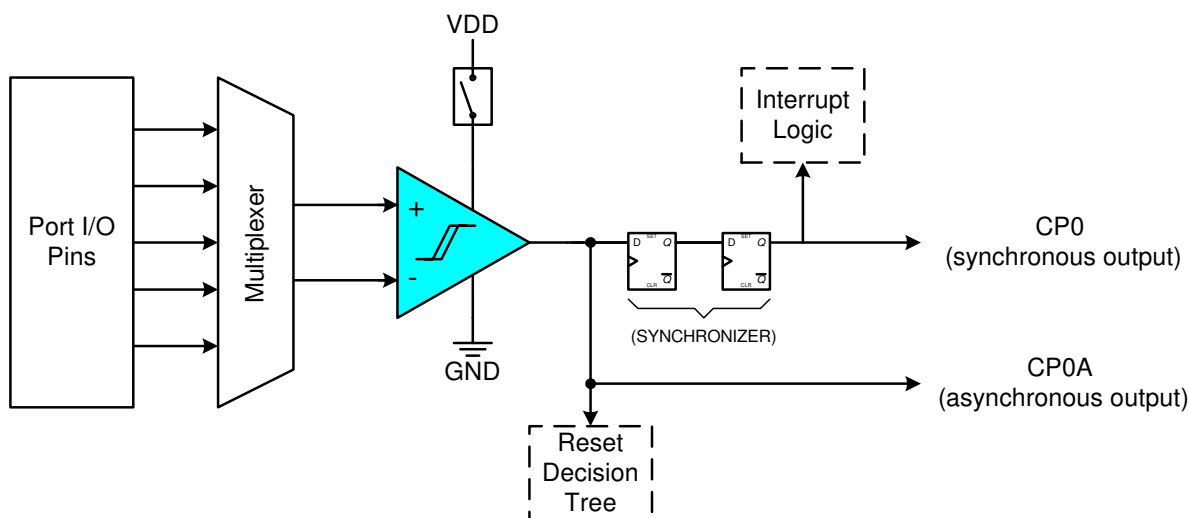 VDD
Port I/O
Pins
Multiplexer
+
-
GND
D
SET
Q
CLR
Q
D
SET
Q
CLR
Q
(SYNCHRONIZER)
Interrupt
Logic
CP0
(synchronous output)
CP0A
(asynchronous output)
Reset
Decision
Tree